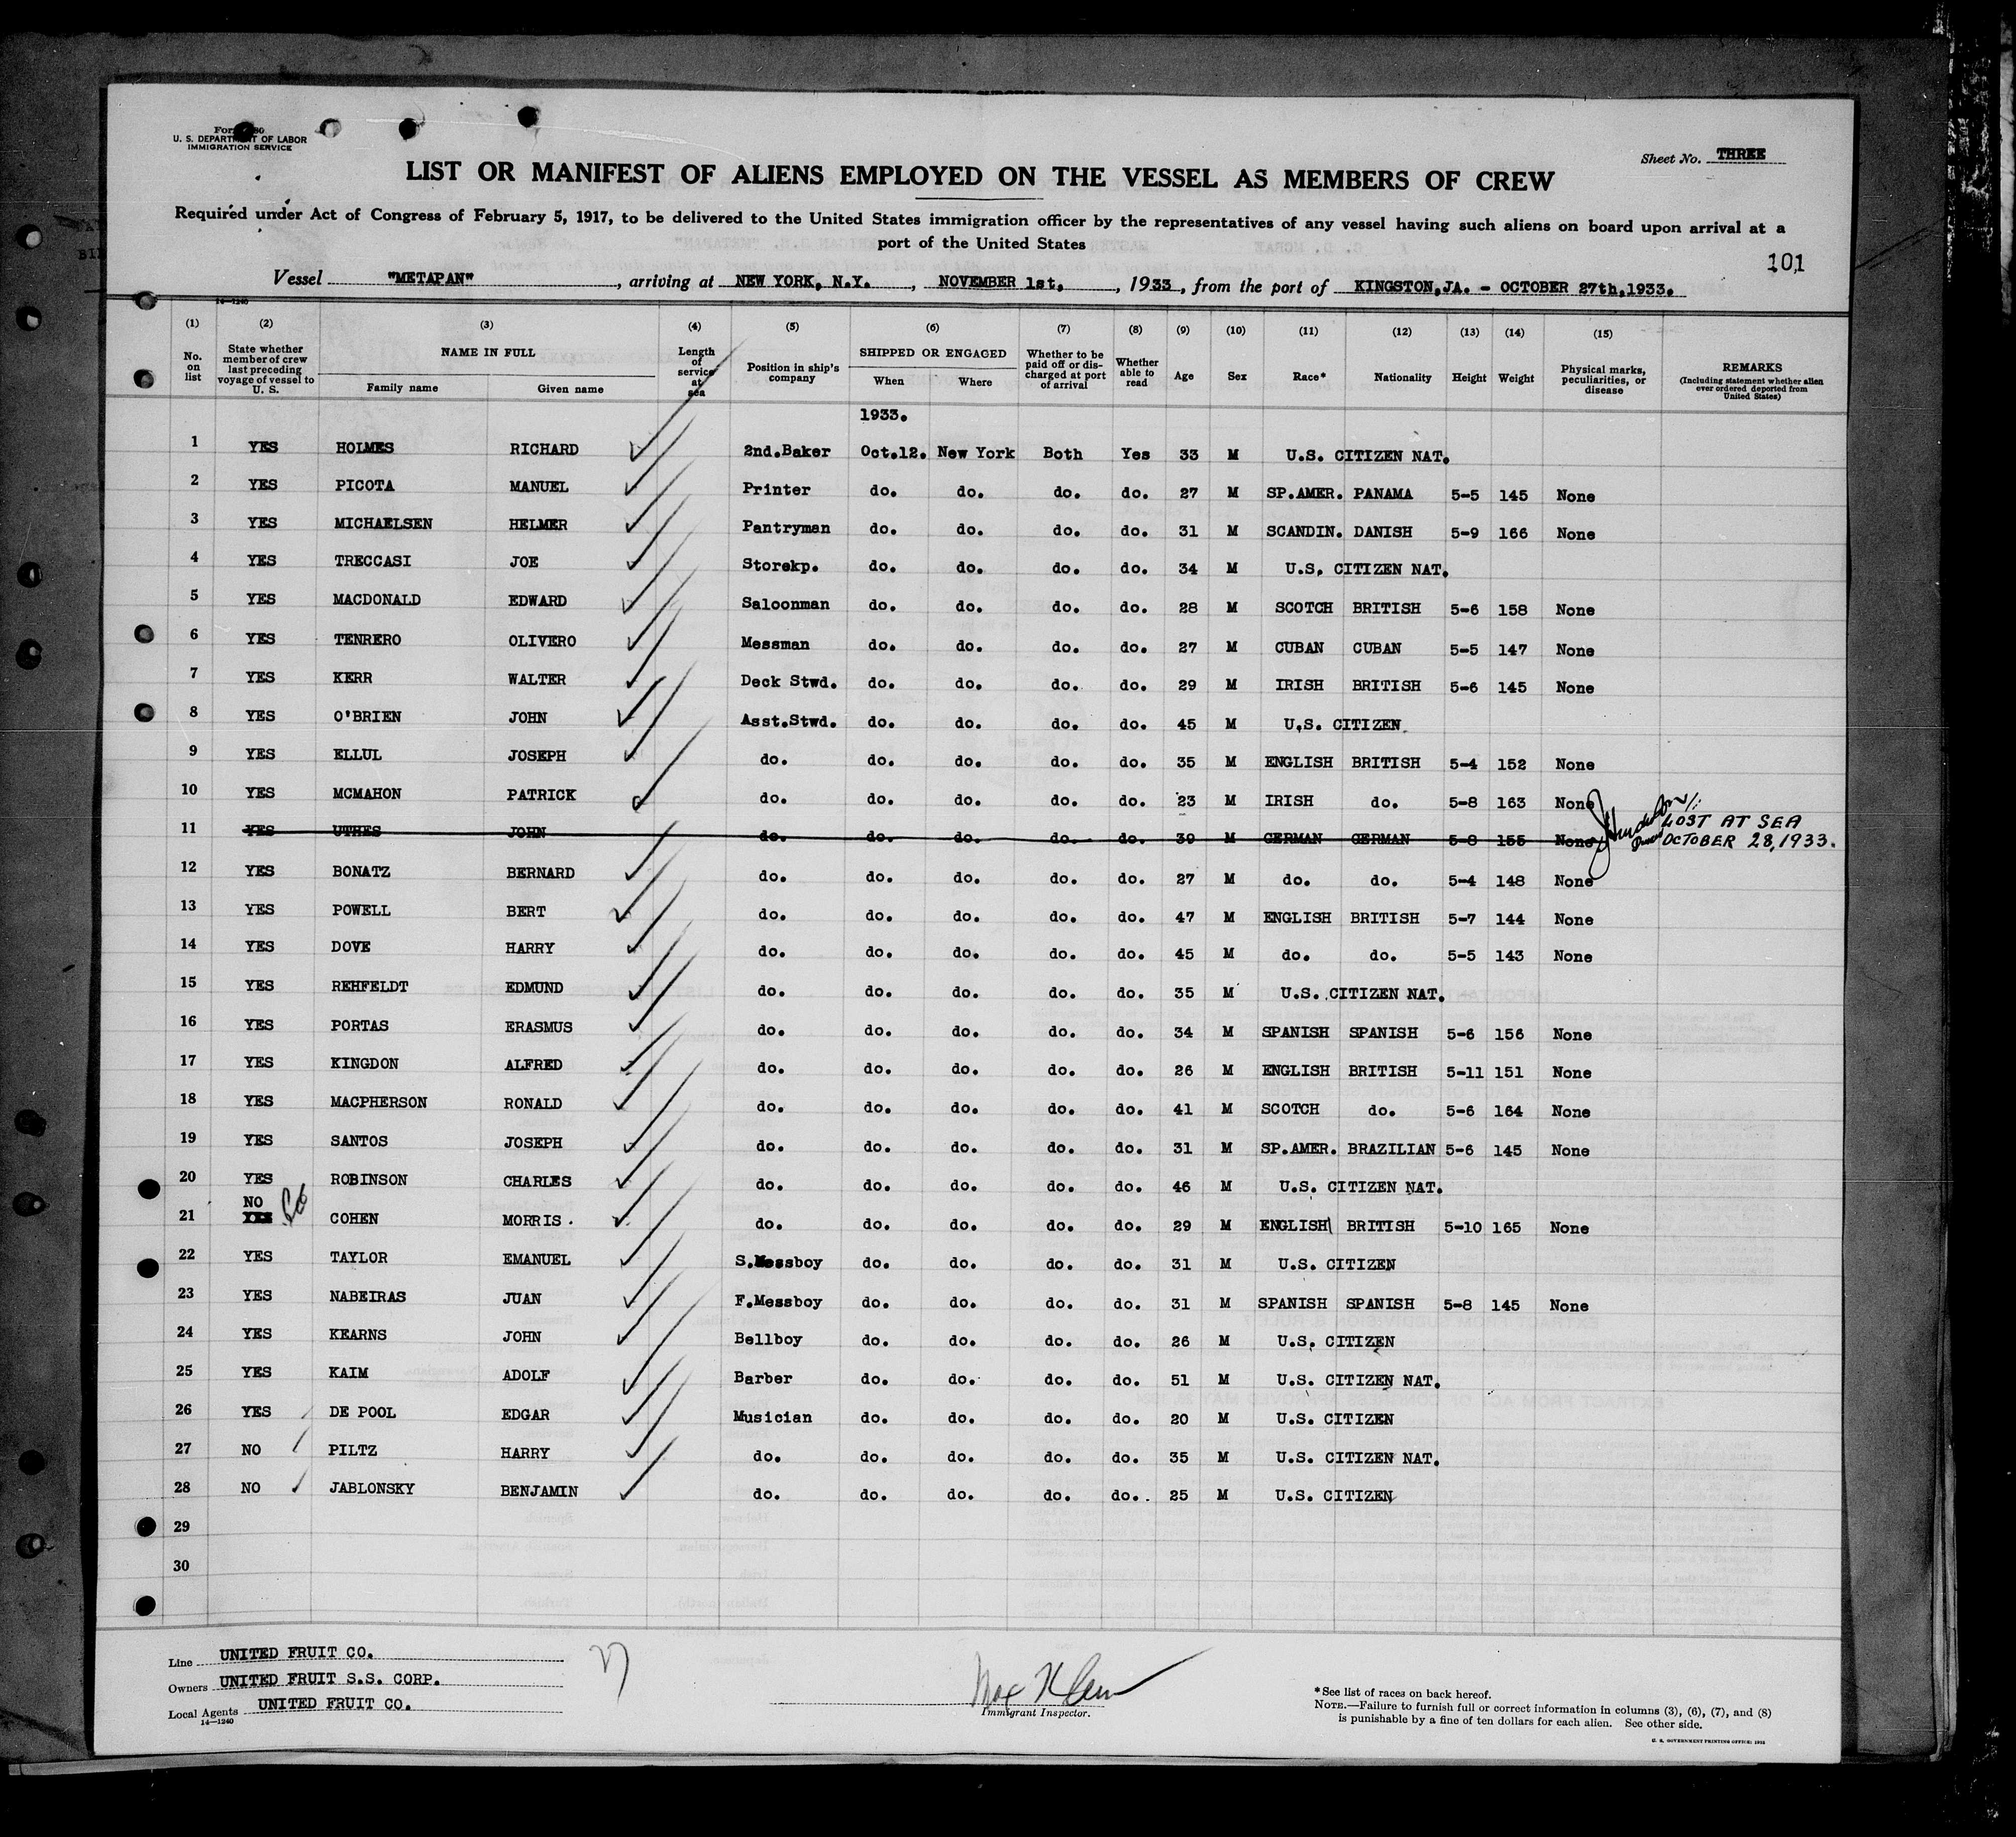 Form 680
U. S. DEPARTMENT OF LABOR
IMMIGRATION SERVICE
Sheet No. THREE
LIST OR MANIFEST OF ALIENS EMPLOYED ON THE VESSEL AS MEMBERS OF CREW
Required under Act of Congress of February 5, 1917, to be delivered to the United States immigration officer by the representatives of any vessel having such aliens on board upon arrival at a
port of the United States
101
Vessel "METAPAN", arriving at NEW YORK, N.Y., NOVEMBER 1st, 1933, from the port of KINGSTON,JA. - OCTOBER 27th,1933.
14—1240
(1) (2) (3) (4) (5) (6) (7) (8) (9) (10) (11) (12) (13) (14) (15)
No. on list | State whether member of crew last preceding voyage of vessel to U. S. | NAME IN FULL Family name Given name | Length of service at sea | Position in ship's company | SHIPPED OR ENGAGED When Where | Whether to be paid off or discharged at port of arrival | Whether able to read | Age | Sex | Race* | Nationality | Height | Weight | Physical marks, peculiarities, or disease | REMARKS (Including statement whether alien ever ordered deported from United States)
1933.
1 YES HOLMES RICHARD 2nd.Baker Oct.12. New York Both Yes 33 M U.S. CITIZEN NAT.
2 YES PICOTA MANUEL Printer do. do. do. do. 27 M SP.AMER. PANAMA 5-5 145 None
3 YES MICHAELSEN HELMER Pantryman do. do. do. do. 31 M SCANDIN. DANISH 5-9 166 None
4 YES TRECCASI JOE Storekp. do. do. do. do. 34 M U.S. CITIZEN NAT.
5 YES MACDONALD EDWARD Saloonman do. do. do. do. 28 M SCOTCH BRITISH 5-6 158 None
6 YES TENRERO OLIVERO Messman do. do. do. do. 27 M CUBAN CUBAN 5-5 147 None
7 YES KERR WALTER Deck Stwd. do. do. do. do. 29 M IRISH BRITISH 5-6 145 None
8 YES O'BRIEN JOHN Asst.Stwd. do. do. do. do. 45 M U.S. CITIZEN
9 YES ELLUL JOSEPH do. do. do. do. do. 35 M ENGLISH BRITISH 5-4 152 None
10 YES MCMAHON PATRICK do. do. do. do. do. 23 M IRISH do. 5-8 163 None
11 YES UTHES JOHN do. do. do. do. do. 39 M GERMAN GERMAN 5-8 155 None LOST AT SEA
OCTOBER 28, 1933.
12 YES BONATZ BERNARD do. do. do. do. do. 27 M do. do. 5-4 148 None
13 YES POWELL BERT do. do. do. do. do. 47 M ENGLISH BRITISH 5-7 144 None
14 YES DOVE HARRY do. do. do. do. do. 45 M do. do. 5-5 143 None
15 YES REHFELDT EDMUND do. do. do. do. do. 35 M U.S. CITIZEN NAT.
16 YES PORTAS ERASMUS do. do. do. do. do. 34 M SPANISH SPANISH 5-6 156 None
17 YES KINGDON ALFRED do. do. do. do. do. 26 M ENGLISH BRITISH 5-11 151 None
18 YES MACPHERSON RONALD do. do. do. do. do. 41 M SCOTCH do. 5-6 164 None
19 YES SANTOS JOSEPH do. do. do. do. do. 31 M SP.AMER. BRAZILIAN 5-6 145 None
20 YES ROBINSON CHARLES do. do. do. do. do. 46 M U.S. CITIZEN NAT.
NO
21 YES COHEN MORRIS do. do. do. do. do. 29 M ENGLISH BRITISH 5-10 165 None
22 YES TAYLOR EMANUEL S.Messboy do. do. do. do. 31 M U.S. CITIZEN
23 YES NABEIRAS JUAN F.Messboy do. do. do. do. 31 M SPANISH SPANISH 5-8 145 None
24 YES KEARNS JOHN Bellboy do. do. do. do. 26 M U.S. CITIZEN
25 YES KAIM ADOLF Barber do. do. do. do. 51 M U.S. CITIZEN NAT.
26 YES DE POOL EDGAR Musician do. do. do. do. 20 M U.S. CITIZEN
27 NO PILTZ HARRY do. do. do. do. do. 35 M U.S. CITIZEN NAT.
28 NO JABLONSKY BENJAMIN do. do. do. do. do. 25 M U.S. CITIZEN
29
30
Line UNITED FRUIT CO.
Owners UNITED FRUIT S.S. CORP.
Local Agents UNITED FRUIT CO.
14—1240
27
Immigrant Inspector.
*See list of races on back hereof.
NOTE.—Failure to furnish full or correct information in columns (3), (6), (7), and (8)
is punishable by a fine of ten dollars for each alien. See other side.
U. S. GOVERNMENT PRINTING OFFICE: 1932